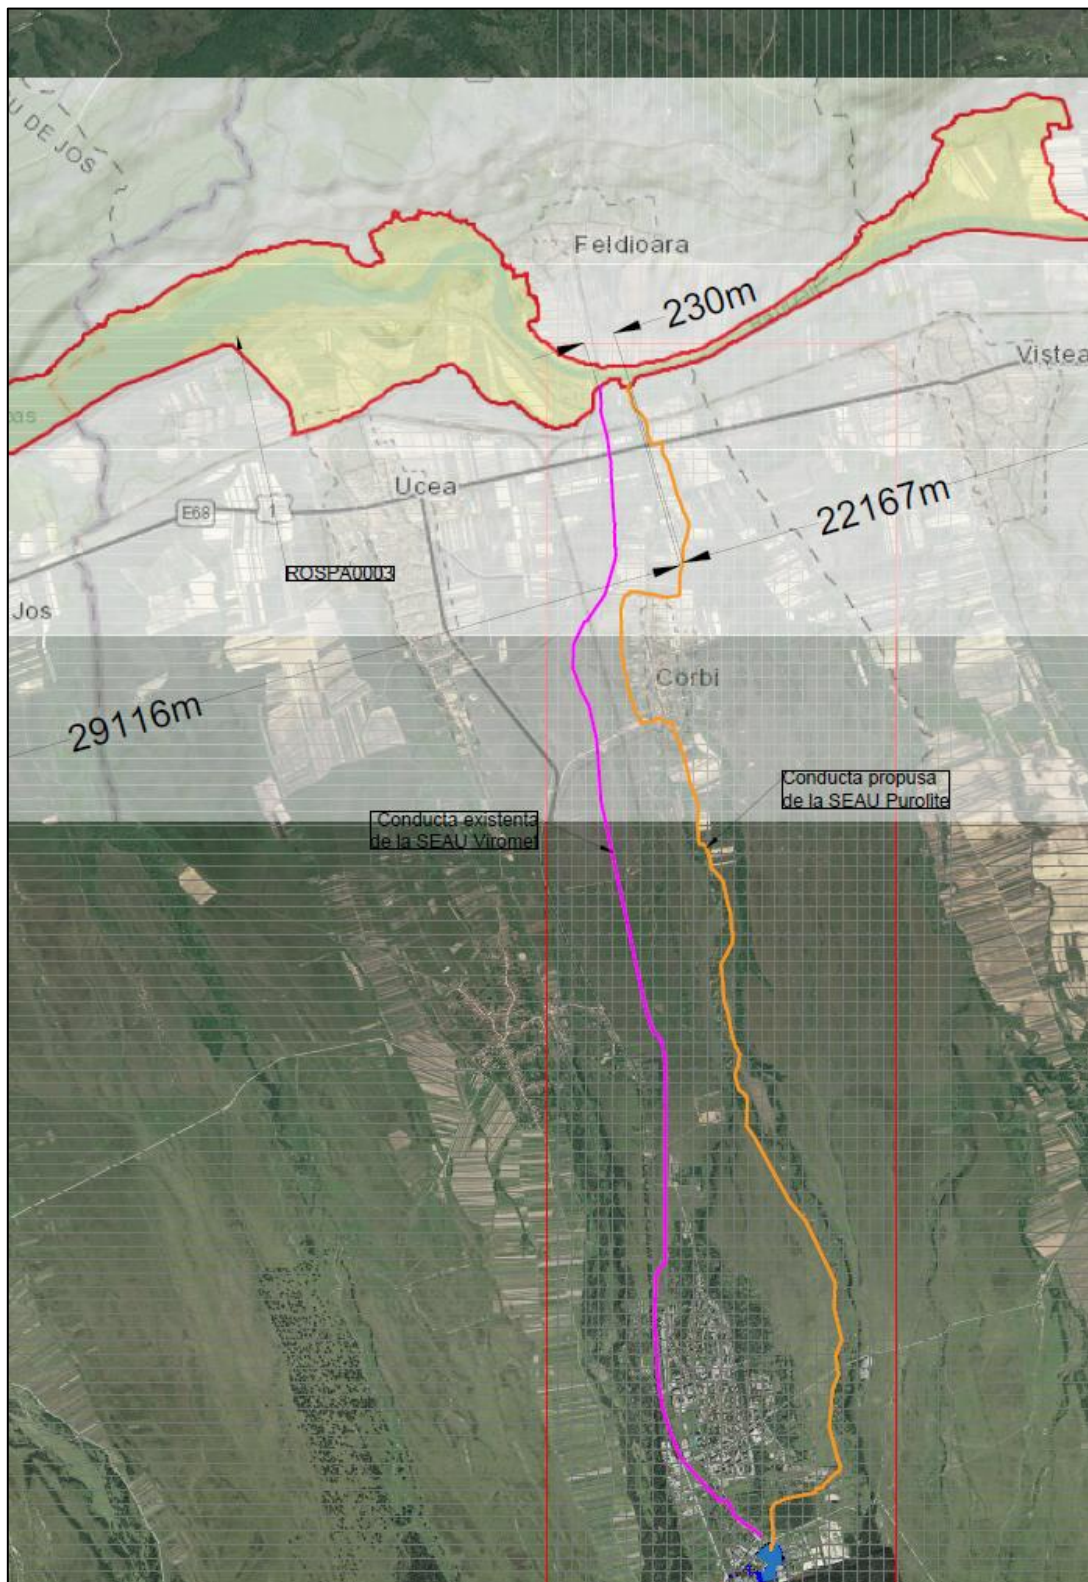 U DE JOS
Feldioara
230m
Vistea
Ucea
E68
1
22167m
ROSPA0003
Jos
Corbi
29116m
Conducta propusa
de la SEAU Purolite
Conducta existenta
de la SEAU Viromet